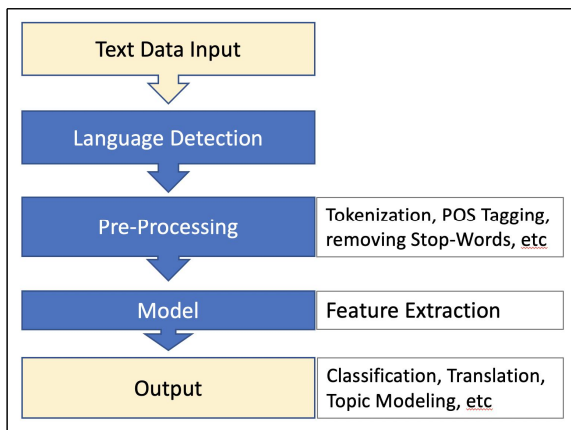 Text Data Input
Language Detection
Pre-Processing
Tokenization, POS Tagging,
removing Stop-Words, etc
Model
Feature Extraction
Output
Classification, Translation,
Topic Modeling, etc